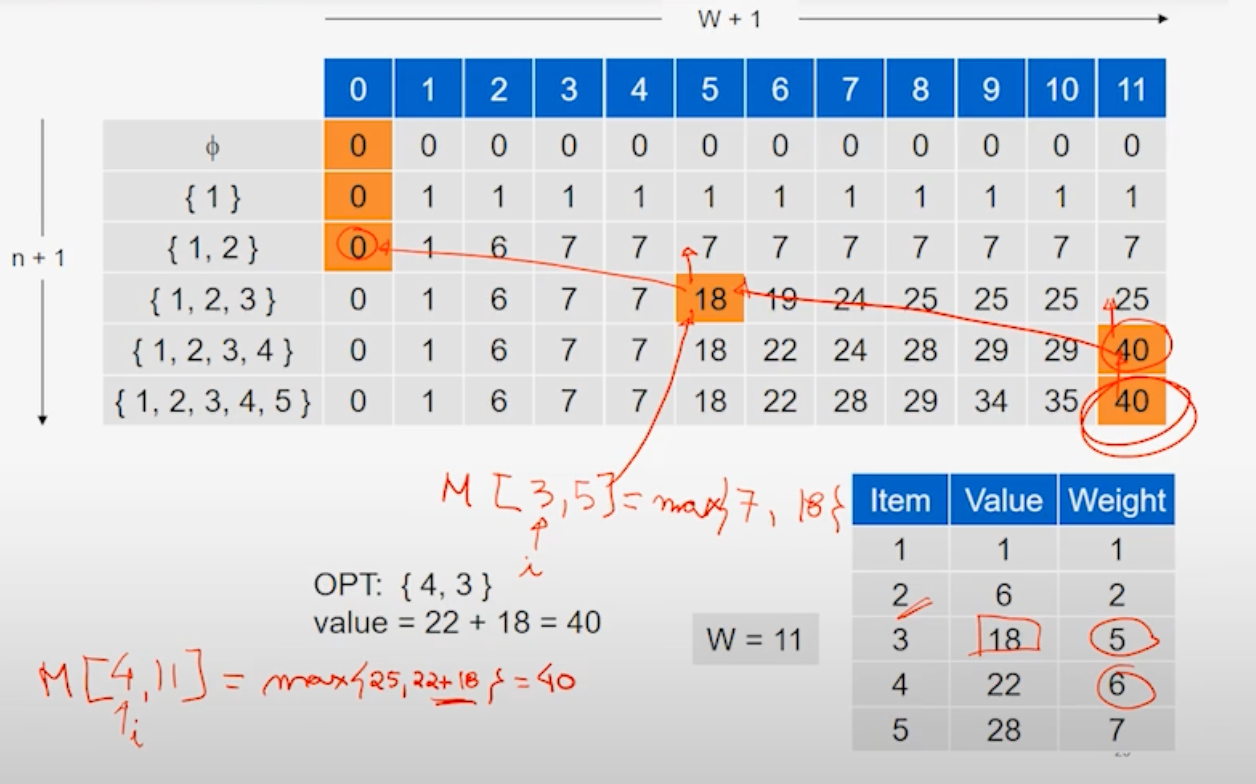 W + 1
0 1 2 3 4 5 6 7 8 9 10 11
ϕ 0 0 0 0 0 0 0 0 0 0 0 0
{ 1 } 0 1 1 1 1 1 1 1 1 1 1 1
n + 1
{ 1, 2 } 0 1 6 7 7 7 7 7 7 7 7 7
{ 1, 2, 3 } 0 1 6 7 7 18 19 24 25 25 25 25
{ 1, 2, 3, 4 } 0 1 6 7 7 18 22 24 28 29 29 40
{ 1, 2, 3, 4, 5 } 0 1 6 7 7 18 22 28 29 34 35 40
M [3,5] = max{7, 18}
i
OPT: { 4, 3 }
value = 22 + 18 = 40
M[4,11] = max{25, 22+18} = 40
i
W = 11
Item Value Weight
1 1 1
2 6 2
3 18 5
4 22 6
5 28 7